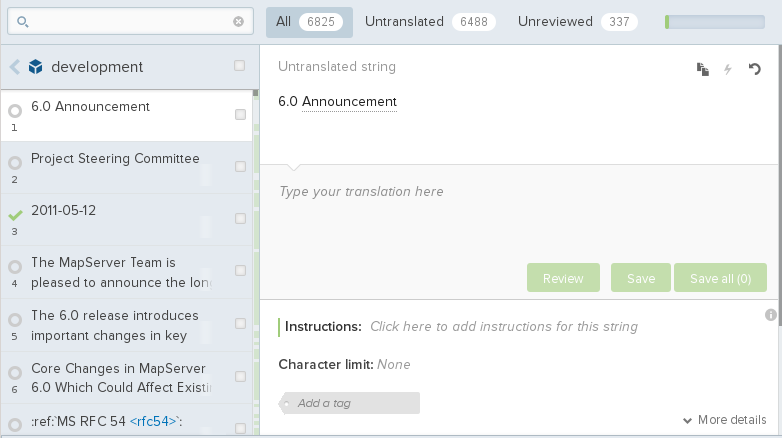 All 6825 Untranslated 6488 Unreviewed 337
development
6.0 Announcement
1
Project Steering Committee
2
2011-05-12
3
The MapServer Team is
pleased to announce the
4
The 6.0 release introduces
important changes in key
5
Core Changes in MapServer
6.0 Which Could Affect
6
:ref:`MS RFC 54 <rfc54>`:
Untranslated string
6.0 Announcement
Type your translation here
Review Save Save all (0)
Instructions: Click here to add instructions for this string
Character limit: None
Add a tag
More details